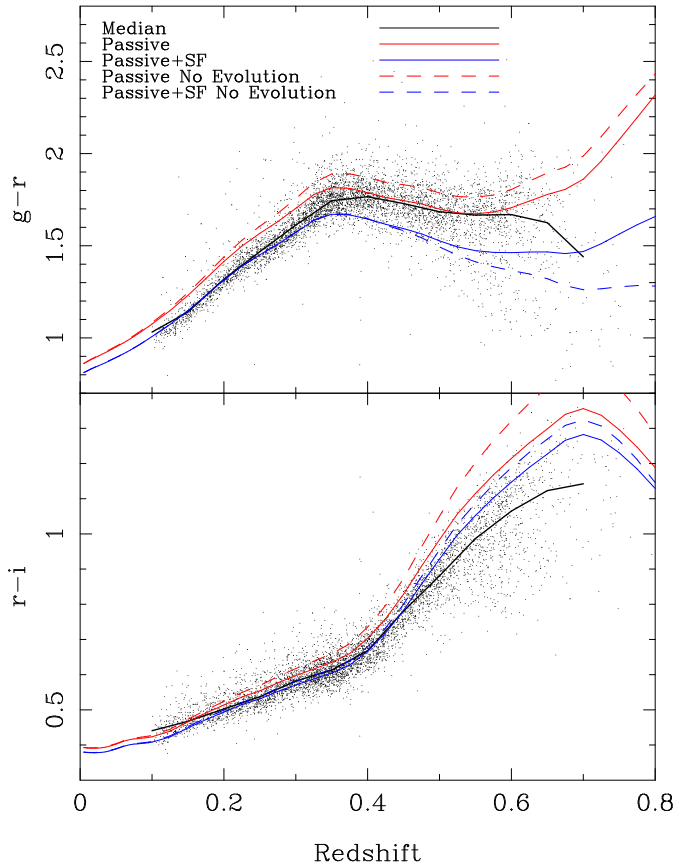 Median
Passive
Passive+SF
Passive No Evolution
Passive+SF No Evolution
2.5
2
1.5
1
g-r
1
0.5
r-i
0 0.2 0.4 0.6 0.8
Redshift